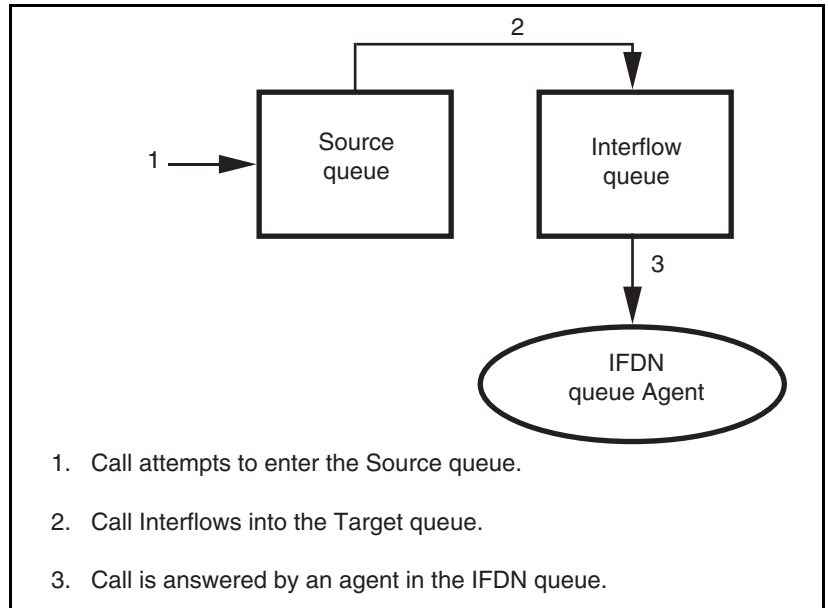 2
1
Source
queue
Interflow
queue
3
IFDN
queue Agent
1. Call attempts to enter the Source queue.
2. Call Interflows into the Target queue.
3. Call is answered by an agent in the IFDN queue.